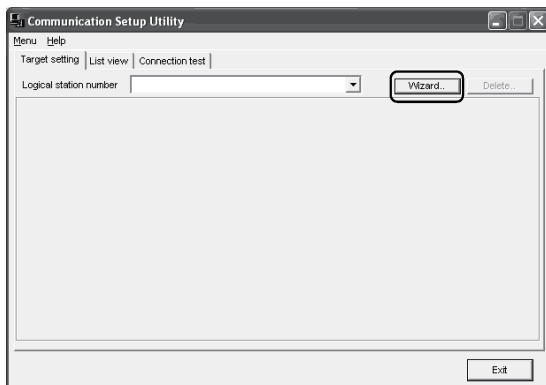 Communication Setup Utility
Menu Help
Target setting List view Connection test
Logical station number Wizard.. Delete..
Exit